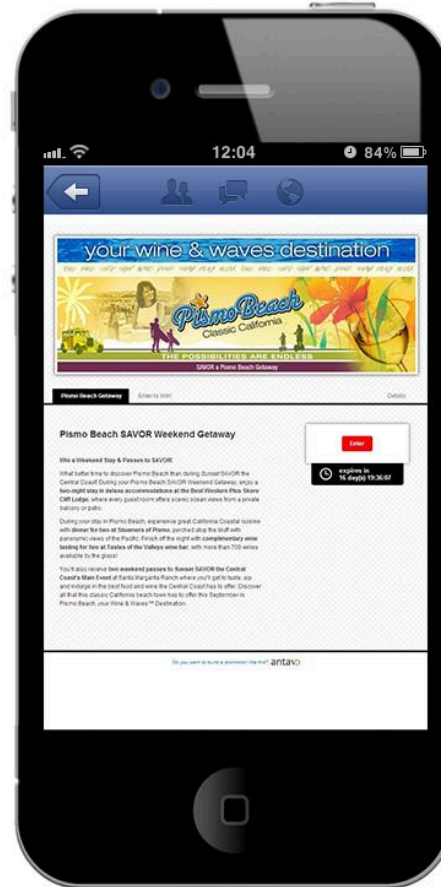 12:04
84%
your wine & waves destination
Pismo Beach
Classic California
THE POSSIBILITIES ARE ENDLESS
SAVOR a Pismo Beach Getaway
Pismo Beach Getaway
Enter to Win!
Details
Pismo Beach SAVOR Weekend Getaway
Enter
expires in
16 day(s) 19:36:07
Win a Weekend Stay & Passes to SAVOR!
What better time to discover Pismo Beach than during Sunset SAVOR the
Central Coast! During your Pismo Beach SAVOR Weekend Getaway, enjoy a
two-night stay in deluxe accommodations at the Best Western Plus Shore
Cliff Lodge, where every guest room offers scenic ocean views from a private
balcony or patio.
During your stay in Pismo Beach, experience great California Coastal cuisine
with dinner for two at Steamers of Pismo, perched atop the bluff with
panoramic views of the Pacific. Finish off the night with complimentary wine
tasting for two at Tastes of the Valleys wine bar, with more than 700 wines
available by the glass!
You'll also receive two weekend passes to Sunset SAVOR the Central
Coast's Main Event at Santa Margarita Ranch where you'll get to taste, sip
and indulge in the best food and wine the Central Coast has to offer. Discover
all that this classic California beach town has to offer this September in
Pismo Beach, your Wine & Waves™ Destination.
Do you want to build a promotion like this? antavo